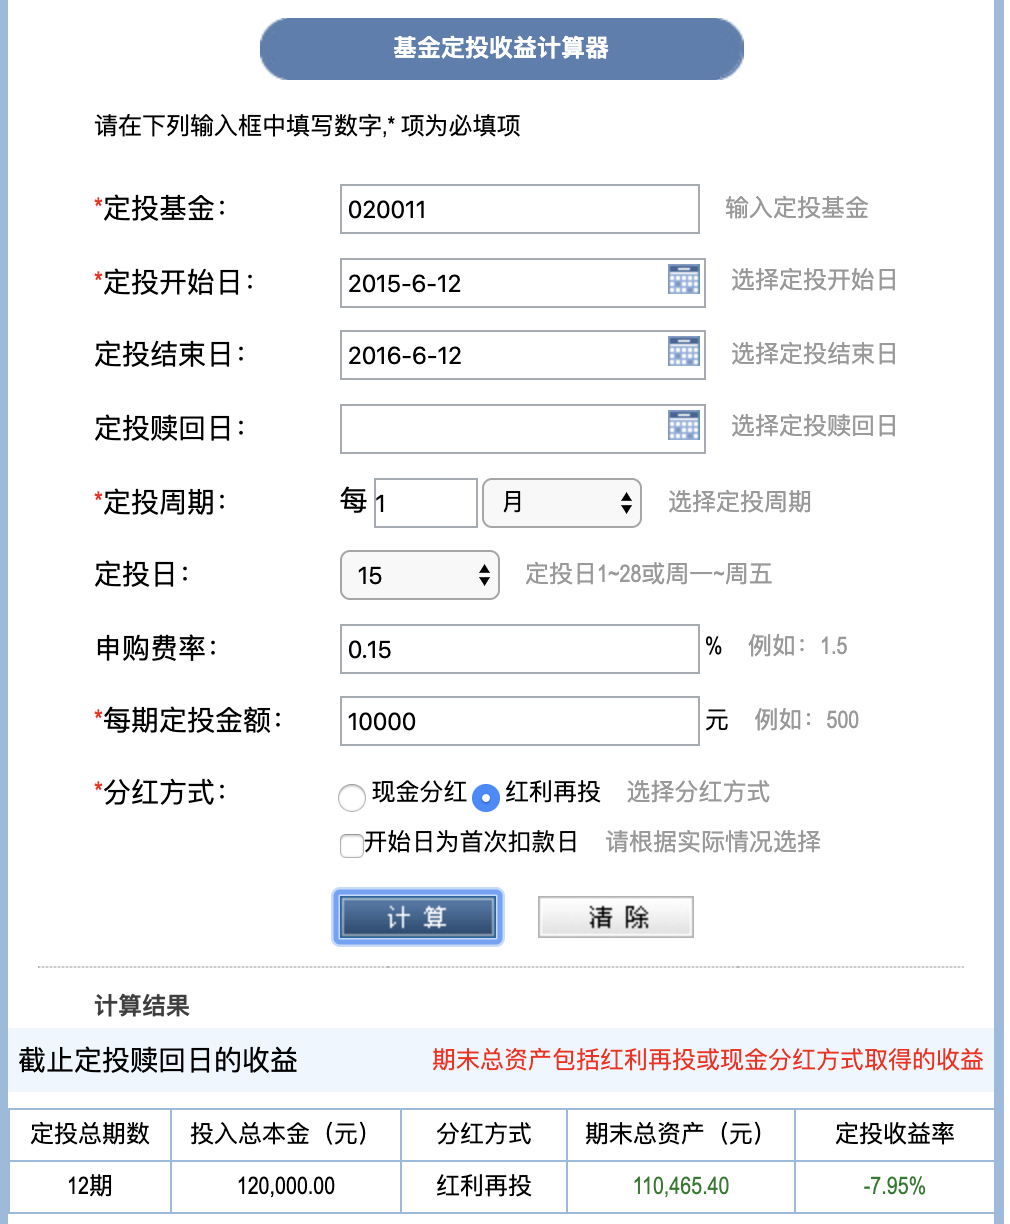 基金定投收益计算器
请在下列输入框中填写数字,* 项为必填项
*定投基金： 020011 输入定投基金
*定投开始日： 2015-6-12 选择定投开始日
定投结束日： 2016-6-12 选择定投结束日
定投赎回日： 选择定投赎回日
*定投周期： 每 1 月 选择定投周期
定投日： 15 定投日1~28或周一~周五
申购费率： 0.15 % 例如：1.5
*每期定投金额： 10000 元 例如：500
*分红方式： 现金分红 红利再投 选择分红方式
开始日为首次扣款日 请根据实际情况选择
计 算 清 除
计算结果
截止定投赎回日的收益 期末总资产包括红利再投或现金分红方式取得的收益
定投总期数 投入总本金（元） 分红方式 期末总资产（元） 定投收益率
12期 120,000.00 红利再投 110,465.40 -7.95%